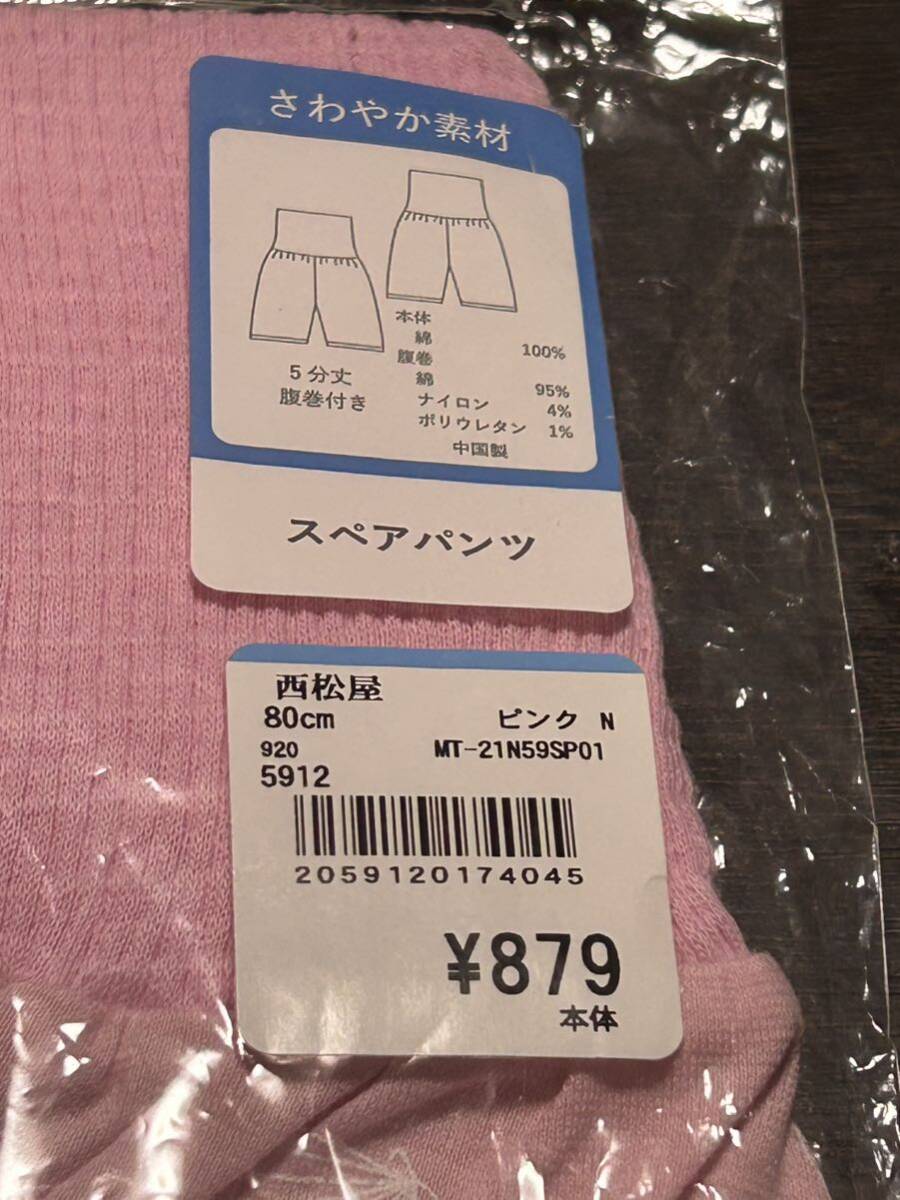 さわやか素材
5分丈
腹巻付き
本体
綿 100%
腹巻
綿 95%
ナイロン 4%
ポリウレタン 1%
中国製
スペアパンツ
西松屋
80cm ピンク N
920 MT-21N59SP01
5912
2059120174045
¥879
本体